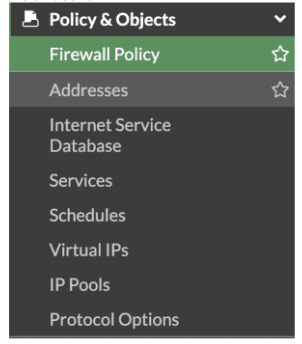 Policy & Objects
Firewall Policy
Addresses
Internet Service
Database
Services
Schedules
Virtual IPs
IP Pools
Protocol Options